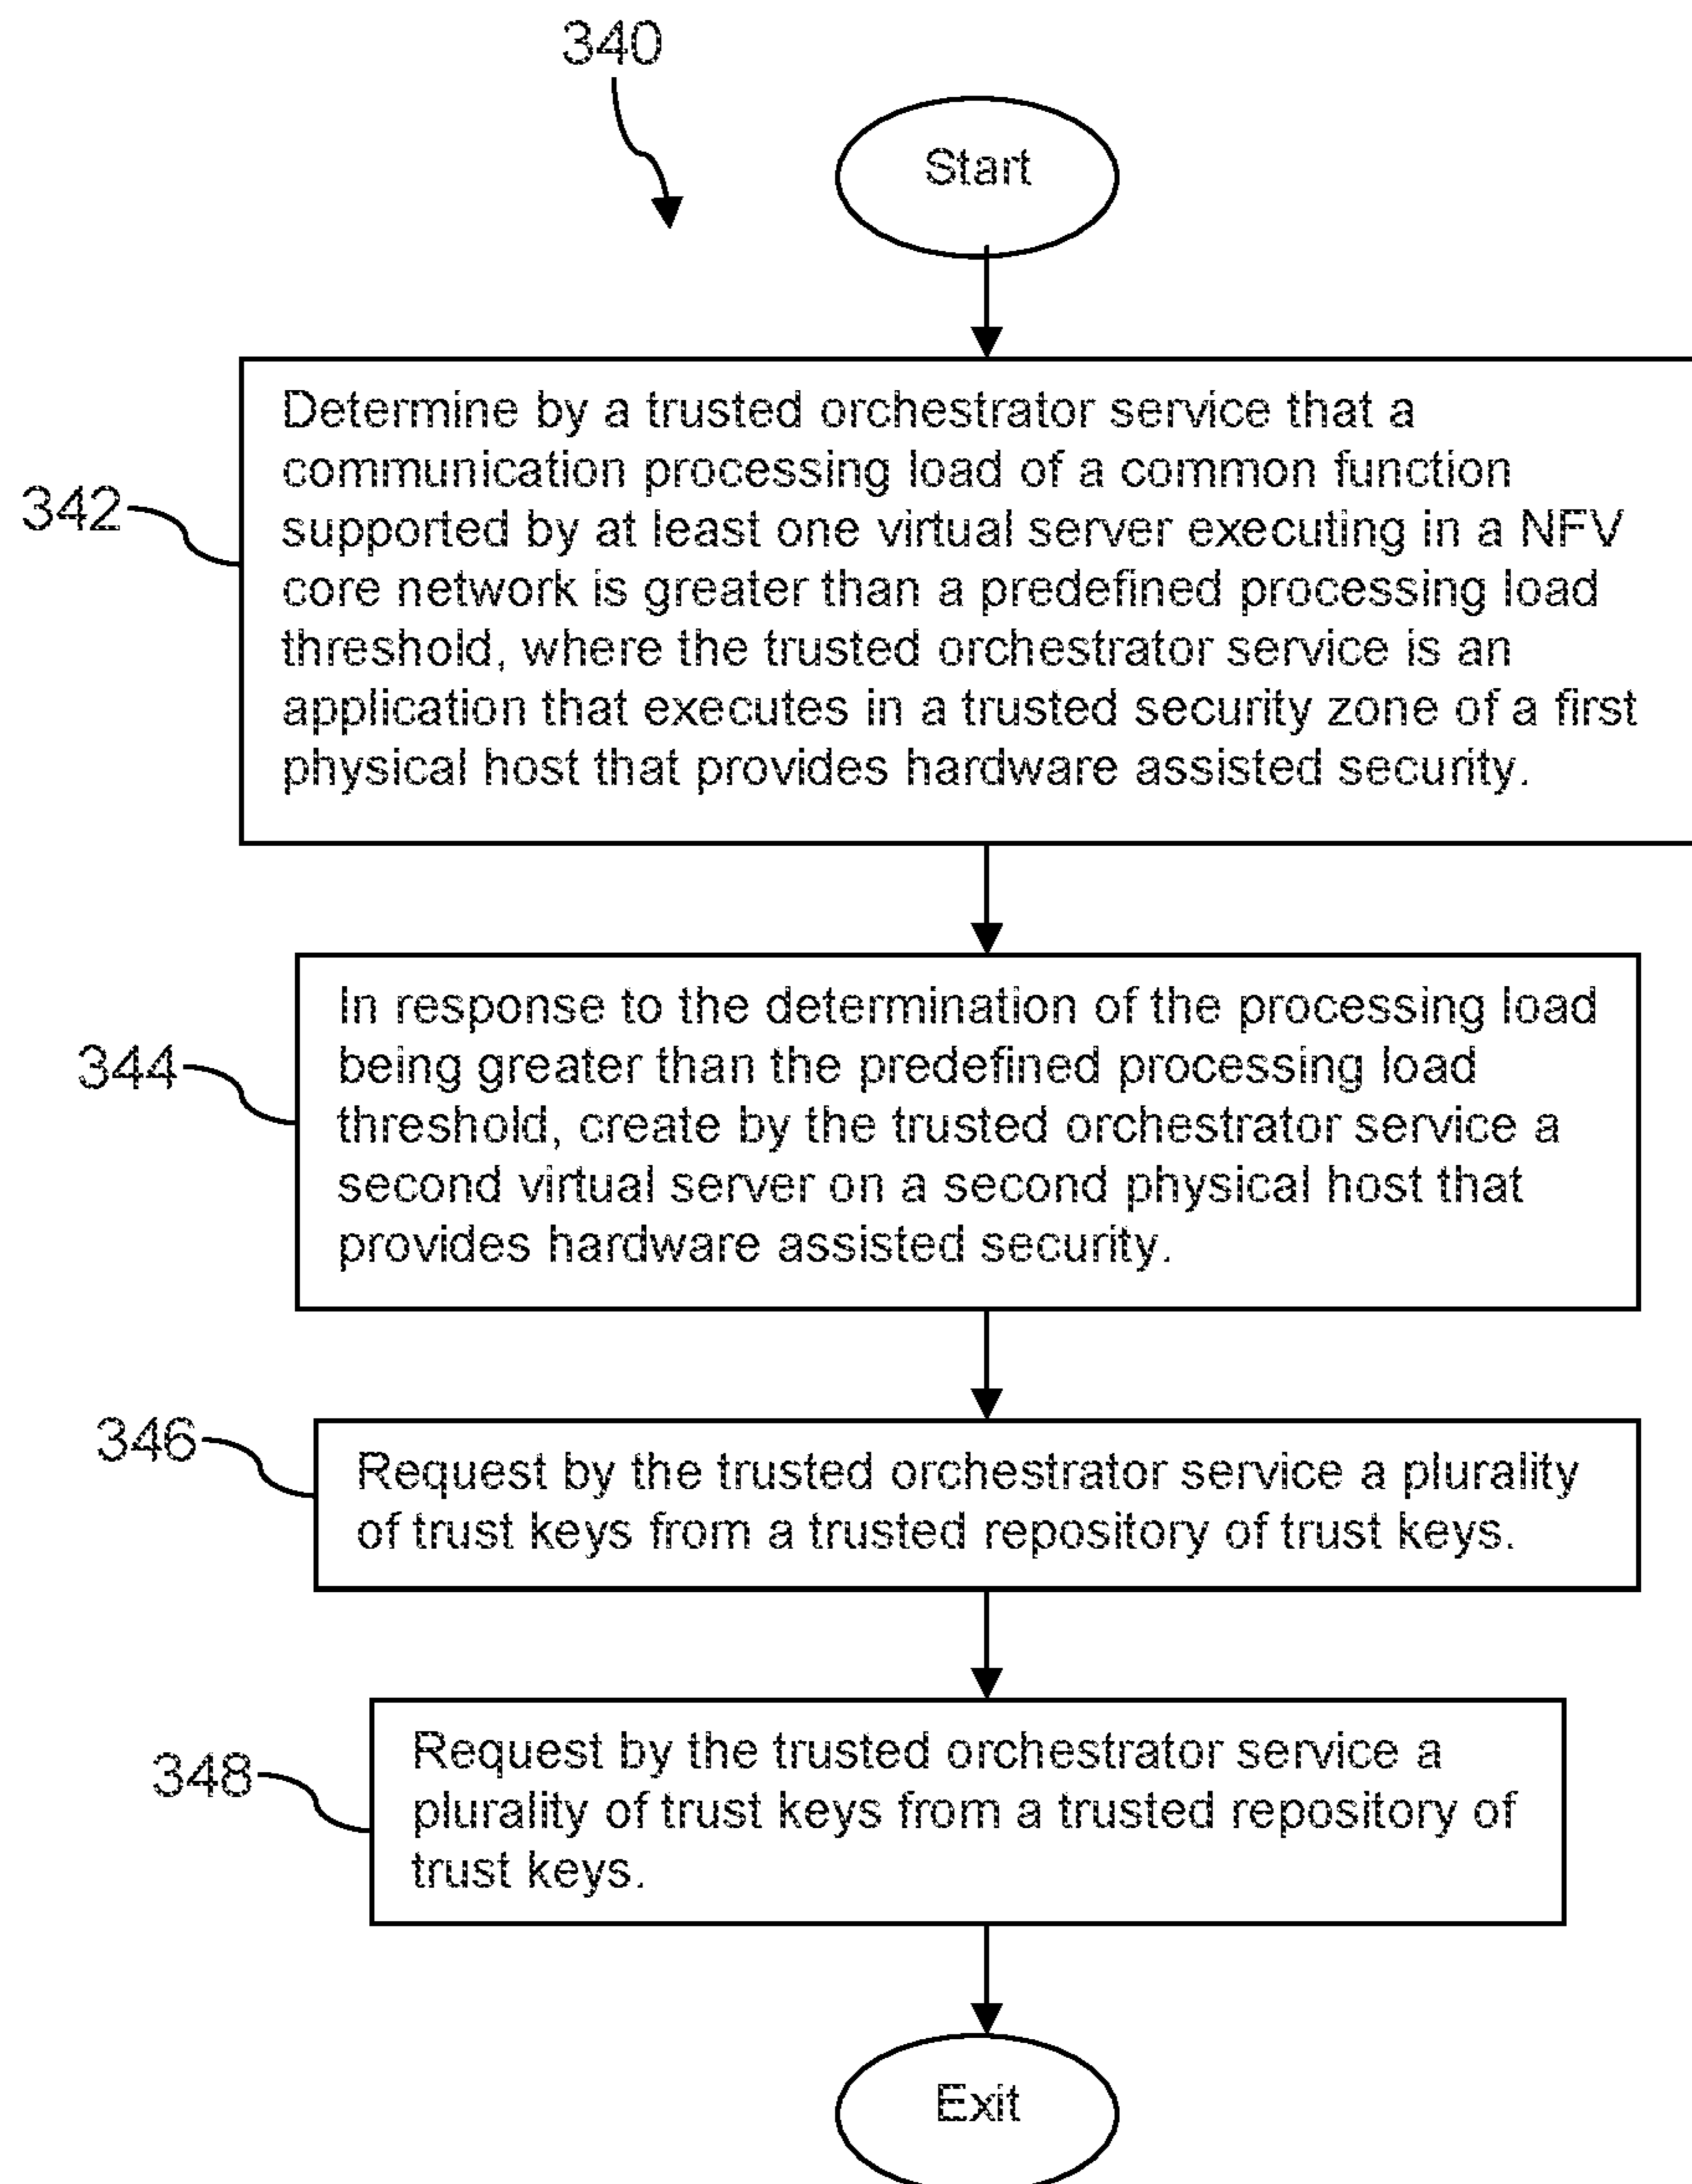 340
Start
342
Determine by a trusted orchestrator service that a
communication processing load of a common function
supported by at least one virtual server executing in a NFV
core network is greater than a predefined processing load
threshold, where the trusted orchestrator service is an
application that executes in a trusted security zone of a first
physical host that provides hardware assisted security.
344
In response to the determination of the processing load
being greater than the predefined processing load
threshold, create by the trusted orchestrator service a
second virtual server on a second physical host that
provides hardware assisted security.
346
Request by the trusted orchestrator service a plurality
of trust keys from a trusted repository of trust keys.
348
Request by the trusted orchestrator service a
plurality of trust keys from a trusted repository of
trust keys.
Exit